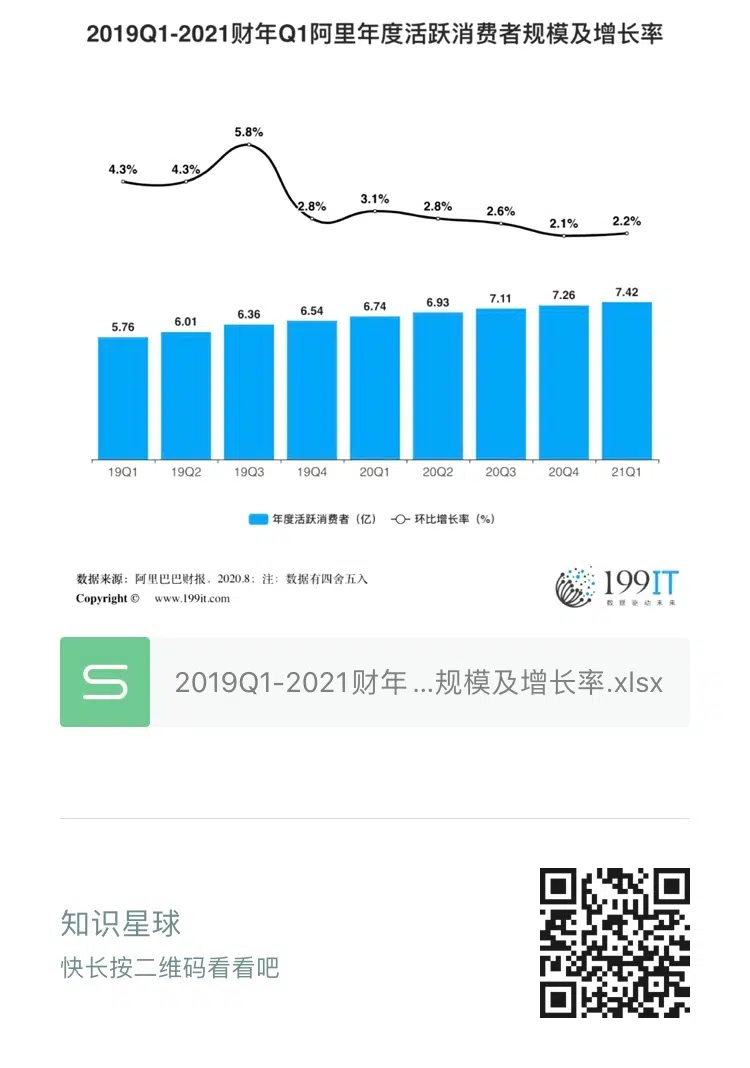 2019Q1-2021财年Q1阿里年度活跃消费者规模及增长率
5.8%
4.3% 4.3%
2.8% 3.1% 2.8% 2.6% 2.1% 2.2%
5.76 6.01 6.36 6.54 6.74 6.93 7.11 7.26 7.42
19Q1 19Q2 19Q3 19Q4 20Q1 20Q2 20Q3 20Q4 21Q1
年度活跃消费者（亿） 环比增长率（%）
数据来源：阿里巴巴财报，2020.8；注：数据有四舍五入
Copyright © www.199it.com
199IT
数据驱动未来
2019Q1-2021财年 ...规模及增长率.xlsx
知识星球
快长按二维码看看吧